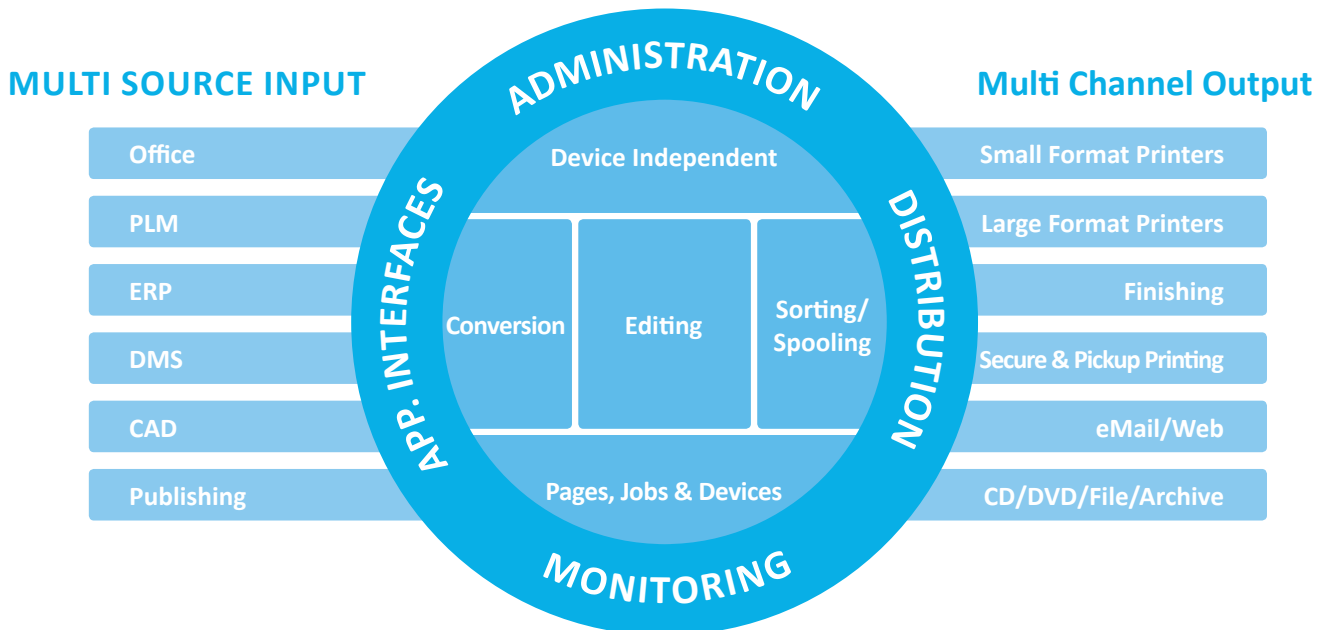 MULTI SOURCE INPUT
Office
PLM
ERP
DMS
CAD
Publishing
ADMINISTRATION
APP. INTERFACES
DISTRIBUTION
MONITORING
Device Independent
Conversion
Editing
Sorting/
Spooling
Pages, Jobs & Devices
Multi Channel Output
Small Format Printers
Large Format Printers
Finishing
Secure & Pickup Printing
eMail/Web
CD/DVD/File/Archive